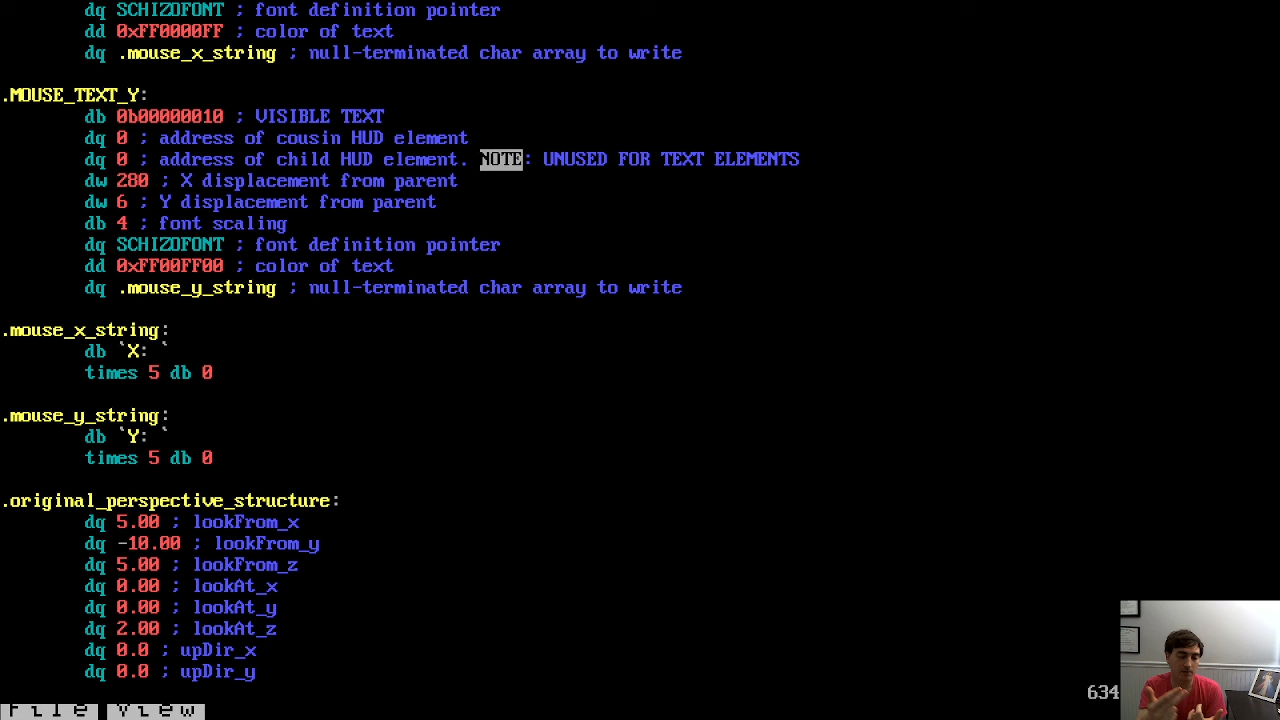 dq SCHIZOFONT ; font definition pointer
dd 0xFF0000FF ; color of text
dq .mouse_x_string ; null-terminated char array to write
.MOUSE_TEXT_Y:
db 0b00000010 ; VISIBLE TEXT
dq 0 ; address of cousin HUD element
dq 0 ; address of child HUD element. NOTE: UNUSED FOR TEXT ELEMENTS
dw 280 ; X displacement from parent
dw 6 ; Y displacement from parent
db 4 ; font scaling
dq SCHIZOFONT ; font definition pointer
dd 0xFF00FF00 ; color of text
dq .mouse_y_string ; null-terminated char array to write
.mouse_x_string:
db `X: `
times 5 db 0
.mouse_y_string:
db `Y: `
times 5 db 0
.original_perspective_structure:
dq 5.00 ; lookFrom_x
dq -10.00 ; lookFrom_y
dq 5.00 ; lookFrom_z
dq 0.00 ; lookAt_x
dq 0.00 ; lookAt_y
dq 2.00 ; lookAt_z
dq 0.0 ; upDir_x
dq 0.0 ; upDir_y
634
File View